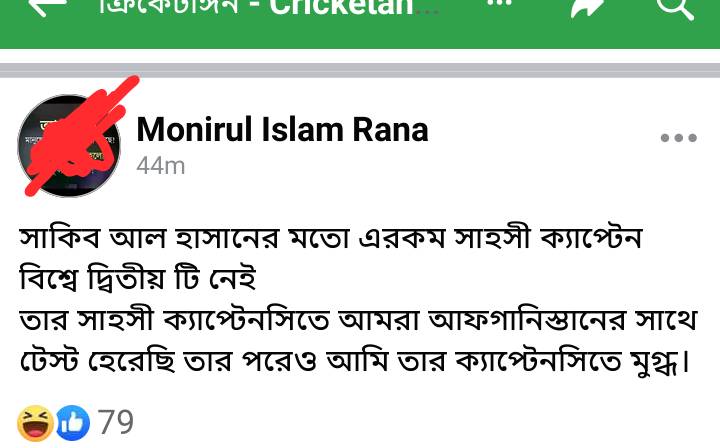 ক্রিকেটাঙ্গন - Cricketan...
Monirul Islam Rana
44m
সাকিব আল হাসানের মতো এরকম সাহসী ক্যাপ্টেন
বিশ্বে দ্বিতীয় টি নেই
তার সাহসী ক্যাপ্টেনসিতে আমরা আফগানিস্তানের সাথে
টেস্ট হেরেছি তার পরেও আমি তার ক্যাপ্টেনসিতে মুগ্ধ।
79